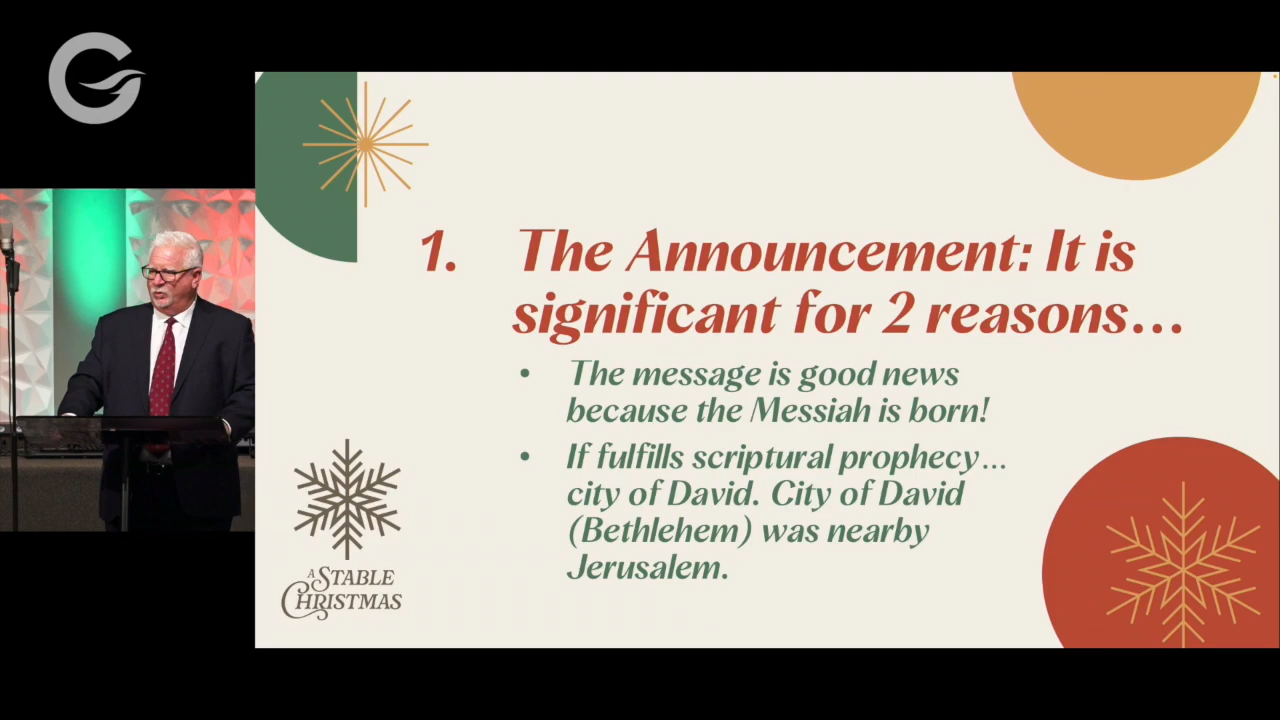 1. The Announcement: It is
significant for 2 reasons...
• The message is good news
because the Messiah is born!
• If fulfills scriptural prophecy...
city of David. City of David
(Bethlehem) was nearby
Jerusalem.
A STABLE
CHRISTMAS